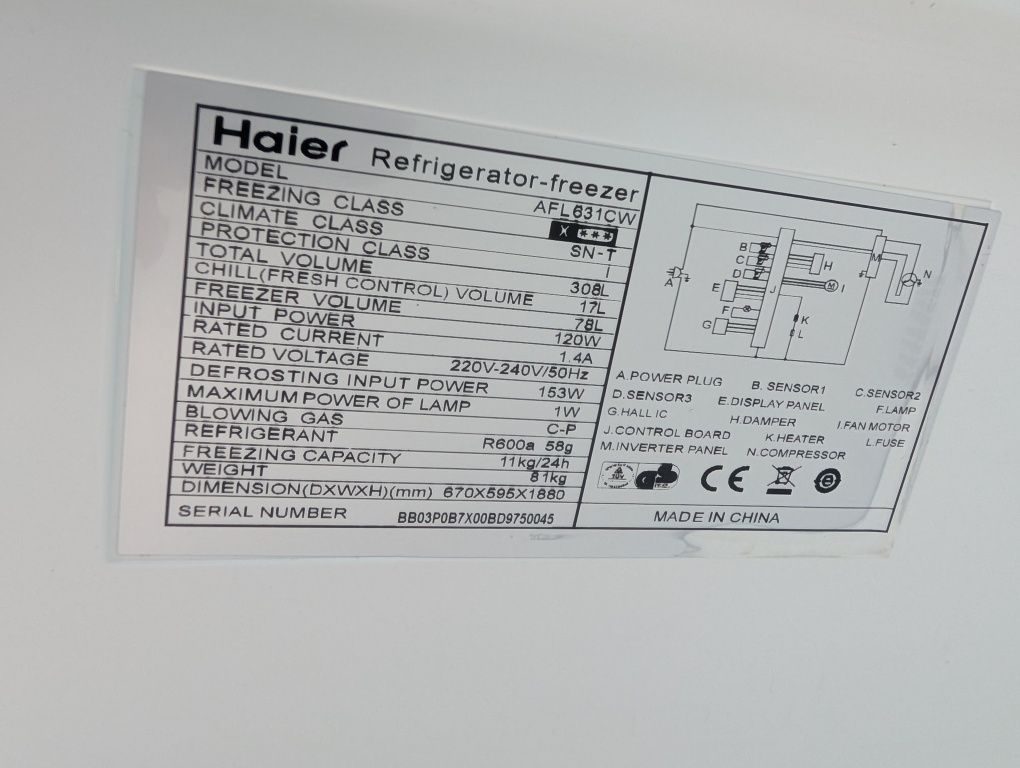 Haier Refrigerator-freezer
MODEL AFL631CW
FREEZING CLASS
CLIMATE CLASS SN-T
PROTECTION CLASS I
TOTAL VOLUME 308L
CHILL(FRESH CONTROL) VOLUME 17L
FREEZER VOLUME 78L
INPUT POWER 120W
RATED CURRENT 1.4A
RATED VOLTAGE 220V-240V/50Hz
DEFROSTING INPUT POWER 153W
MAXIMUM POWER OF LAMP 1W
BLOWING GAS C-P
REFRIGERANT R600a 58g
FREEZING CAPACITY 11kg/24h
WEIGHT 81kg
DIMENSION(DXWXH)(mm) 670X595X1880
SERIAL NUMBER BB03P0B7X00BD9750045
A
B
C
D
E
F
G
H
M I
J
K
L
M
N
A.POWER PLUG B. SENSOR1 C.SENSOR2
D.SENSOR3 E.DISPLAY PANEL F.LAMP
G.HALL IC H.DAMPER I.FAN MOTOR
J.CONTROL BOARD K.HEATER L.FUSE
M.INVERTER PANEL N.COMPRESSOR
CE
MADE IN CHINA